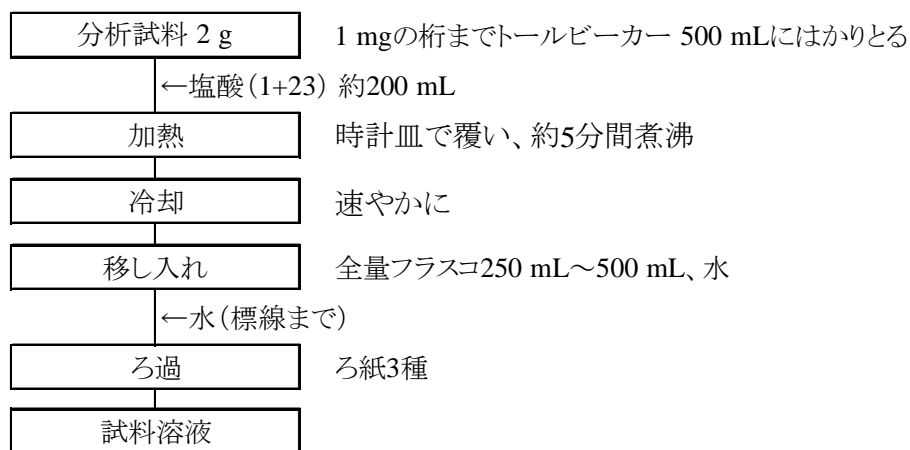 分析試料 2 g 1 mgの桁までトールビーカー 500 mLにはかりとる
←塩酸(1+23) 約200 mL
加熱 時計皿で覆い、約5分間煮沸
冷却 速やかに
移し入れ 全量フラスコ250 mL～500 mL、水
←水(標線まで)
ろ過 ろ紙3種
試料溶液